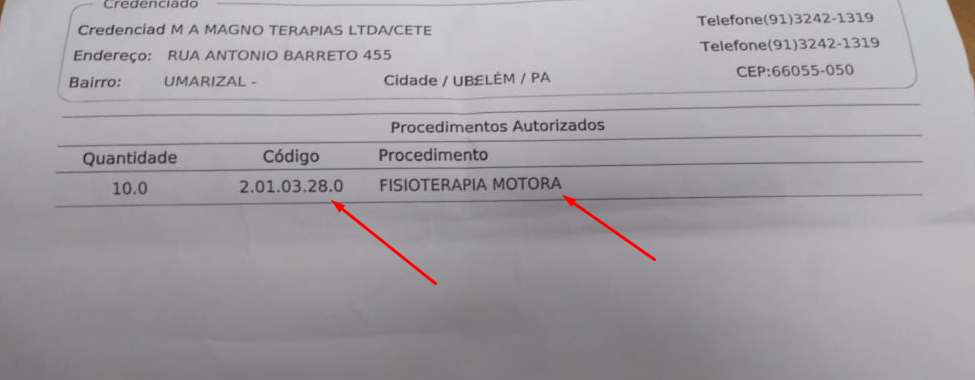 Credenciado
Credenciad M A MAGNO TERAPIAS LTDA/CETE Telefone(91)3242-1319
Endereço: RUA ANTONIO BARRETO 455 Telefone(91)3242-1319
Bairro: UMARIZAL - Cidade / UBELÉM / PA CEP:66055-050
Procedimentos Autorizados
Quantidade Código Procedimento
10.0 2.01.03.28.0 FISIOTERAPIA MOTORA